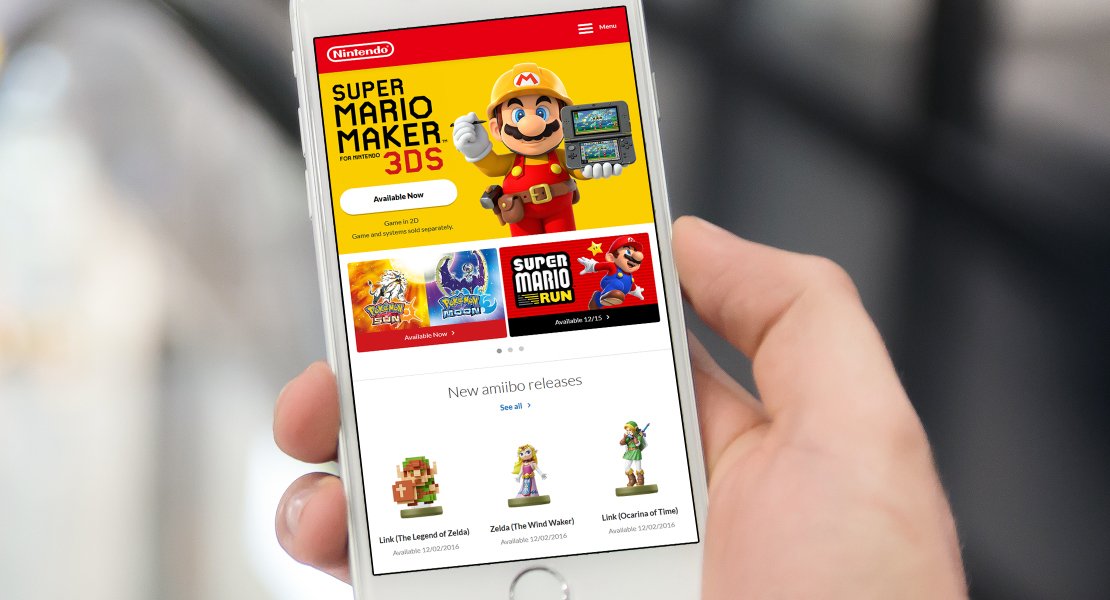 Nintendo
Menu
SUPER
MARIO
MAKER™
FOR NINTENDO
3DS
Available Now
Game in 2D
Game and systems sold separately.
POKÉMON
SUN
POKÉMON
MOON
Available Now >
SUPER
MARIO
RUN
Available 12/15 >
New amiibo releases
See all >
Link (The Legend of Zelda)
Available 12/02/2016
Zelda (The Wind Waker)
Available 12/02/2016
Link (Ocarina of Time)
Available 12/02/2016